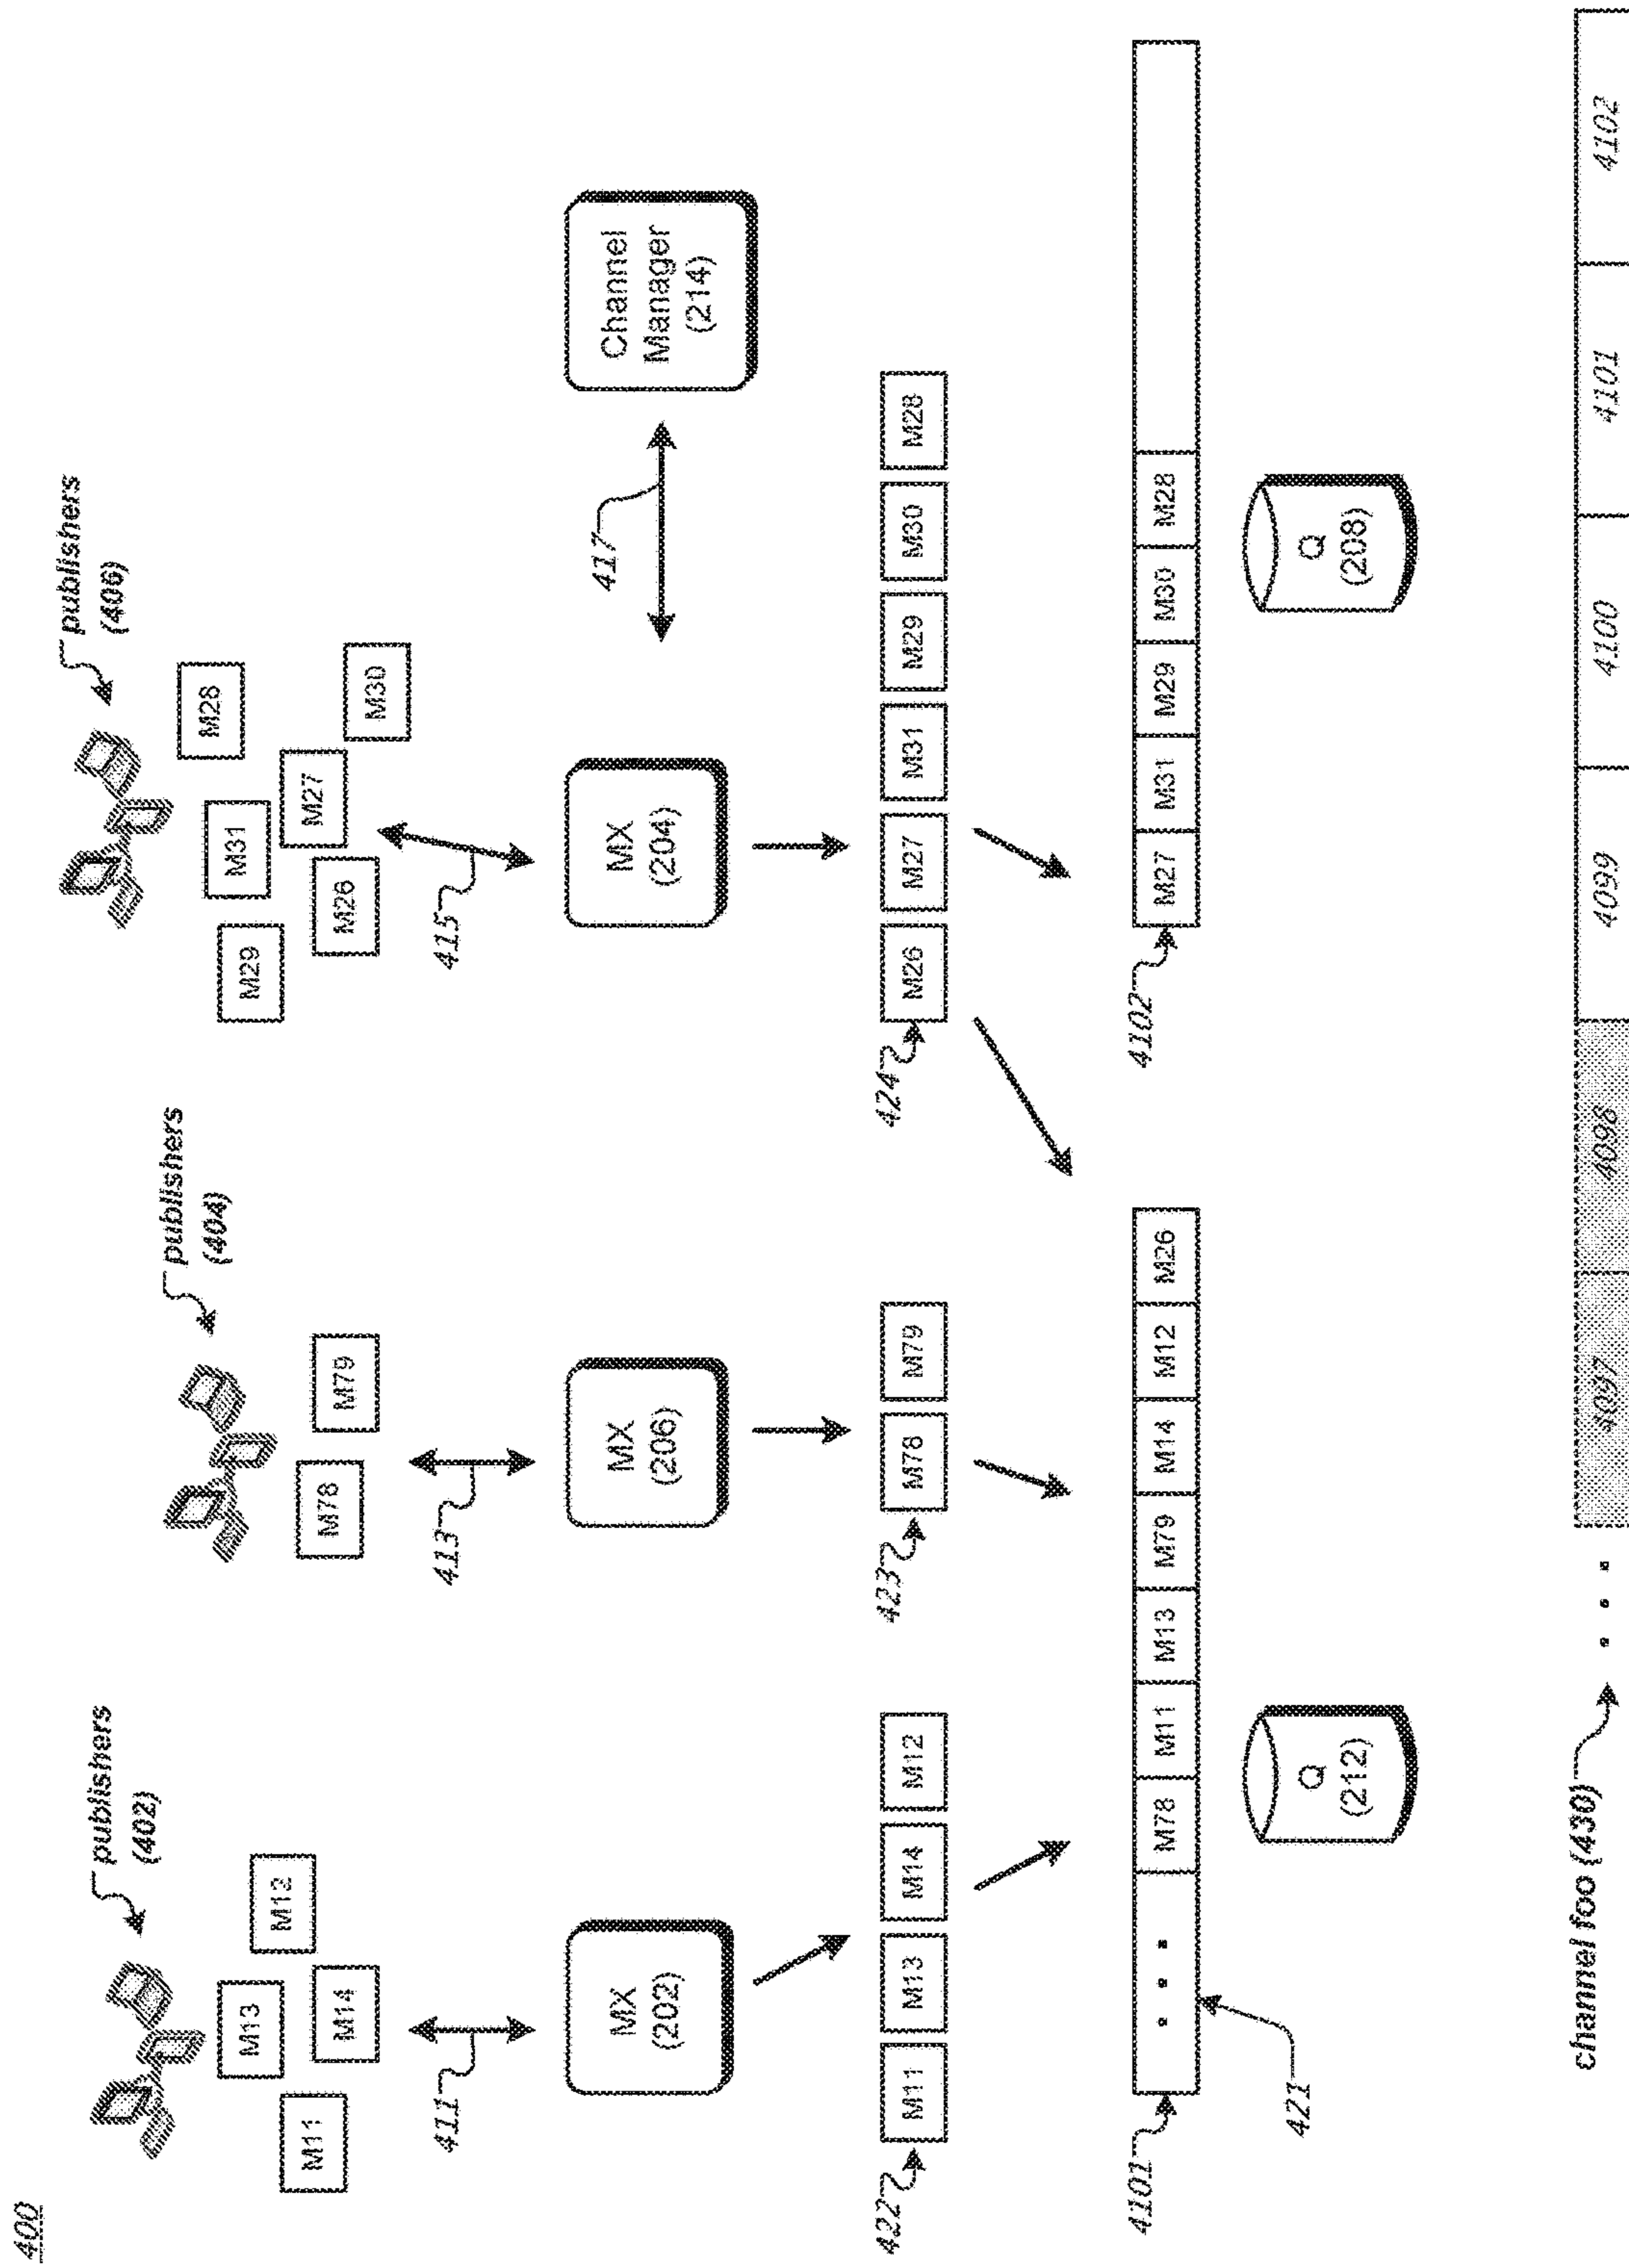 400
publishers
(402)
publishers
(404)
publishers
(406)
M11
M13
M14
M12
M78
M79
M29
M31
M26
M27
M28
M30
411
413
415
417
MX
(202)
MX
(206)
MX
(204)
Channel
Manager
(214)
422
M11
M13
M14
M12
423
M78
M79
424
M26
M27
M31
M29
M30
M28
4101
M78
M11
M13
M79
M14
M12
M26
4102
M27
M31
M29
M30
M28
421
Q
(212)
Q
(208)
channel foo (430)
4097
4098
4099
4100
4101
4102